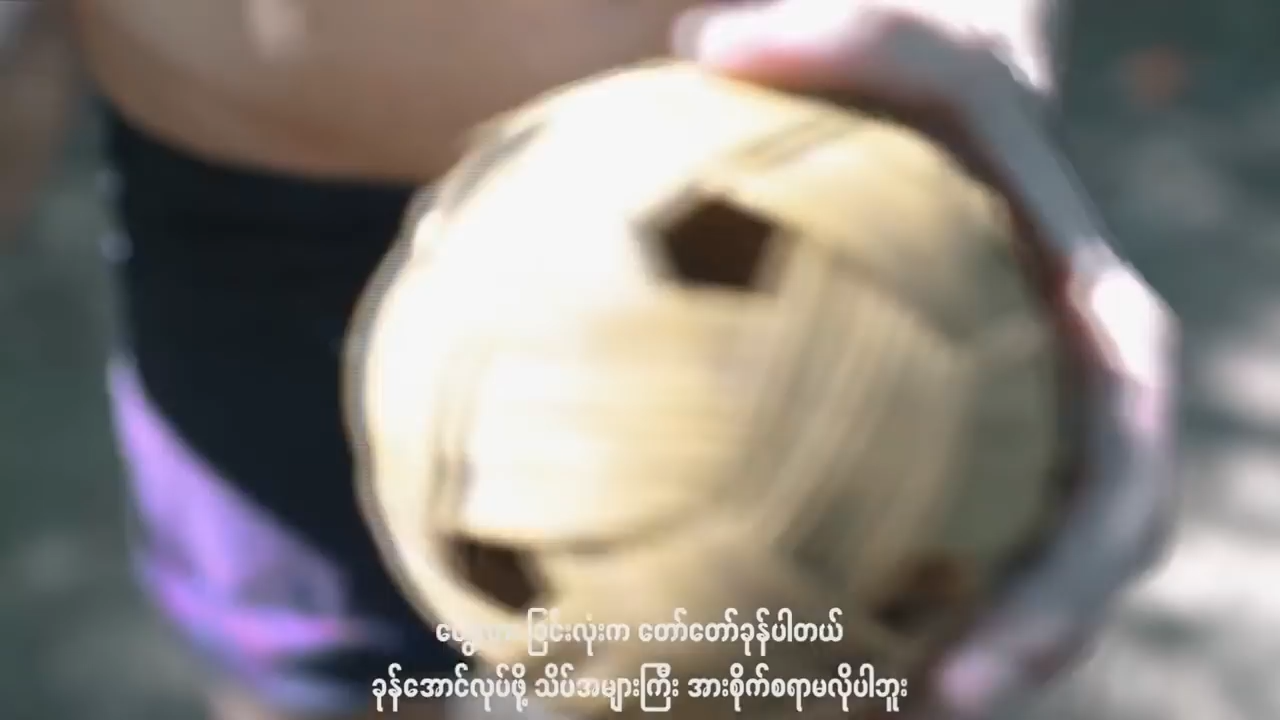 ခြင်းလုံးက တော်တော်ခုန်ပါတယ်
ခုန်အောင်လုပ်ဖို့ သိပ်အများကြီး အားစိုက်စရာမလိုပါဘူး